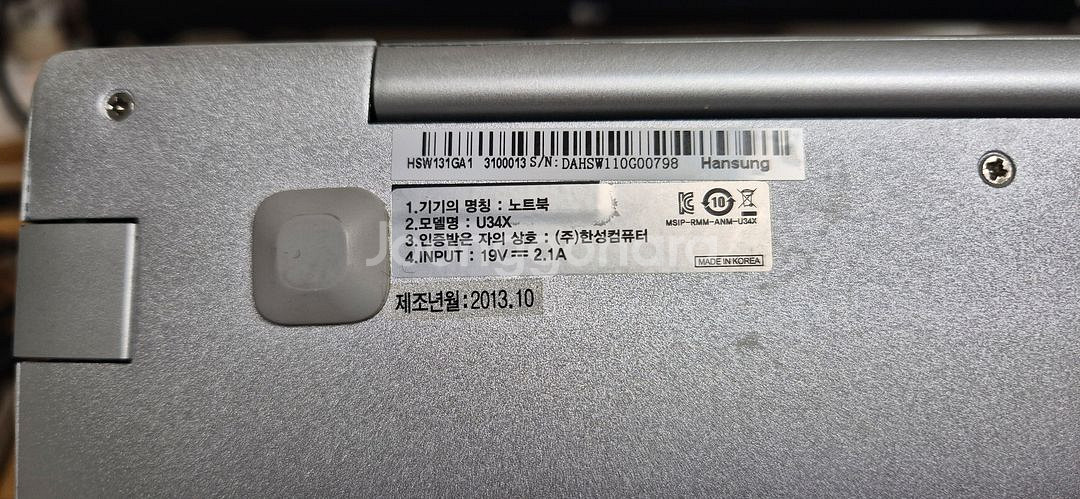 HSW131GA1 3100013 S/N: DAHSW110G00798 Hansung
1.기기의 명칭 : 노트북
2.모델명 : U34X
3.인증받은 자의 상호 : (주)한성컴퓨터
4.INPUT : 19V 2.1A
10
MSIP-RMM-ANM-U34X
MADE IN KOREA
제조년월:2013.10